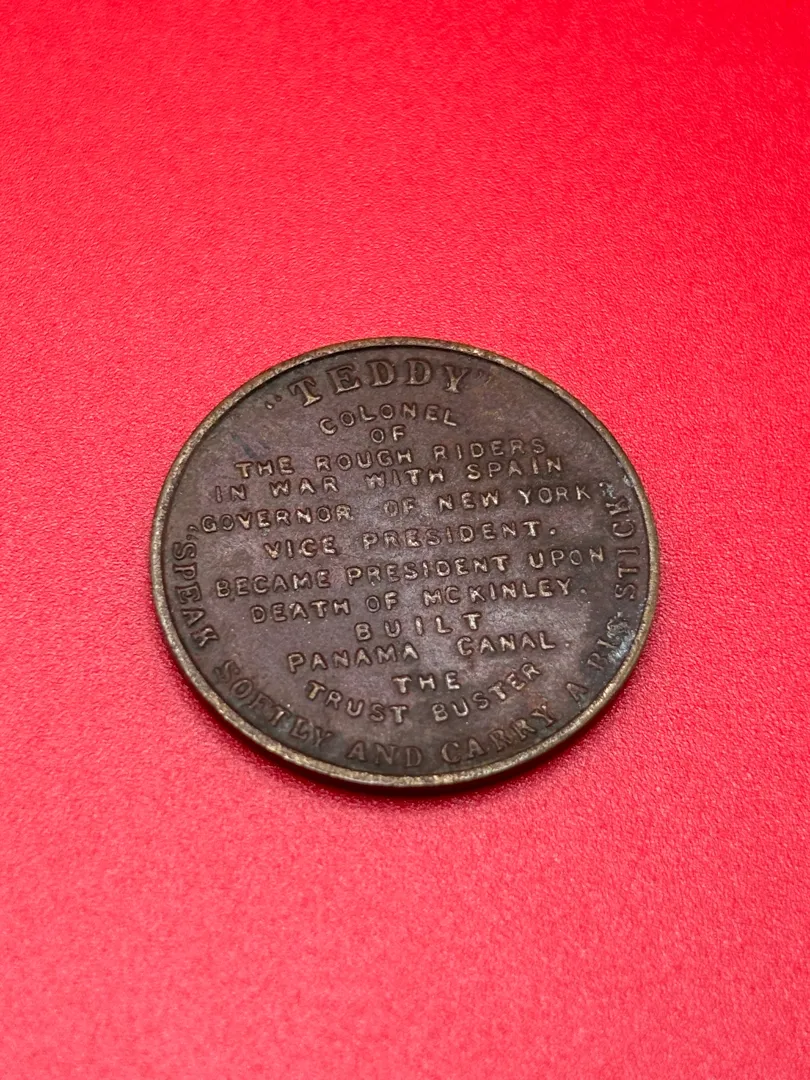 "TEDDY"
COLONEL
OF
THE ROUGH RIDERS
IN WAR WITH SPAIN
GOVERNOR OF NEW YORK
VICE PRESIDENT.
BECAME PRESIDENT UPON
DEATH OF MCKINLEY.
BUILT
PANAMA CANAL.
THE
TRUST BUSTER
"SPEAK SOFTLY AND CARRY A BIG STICK"